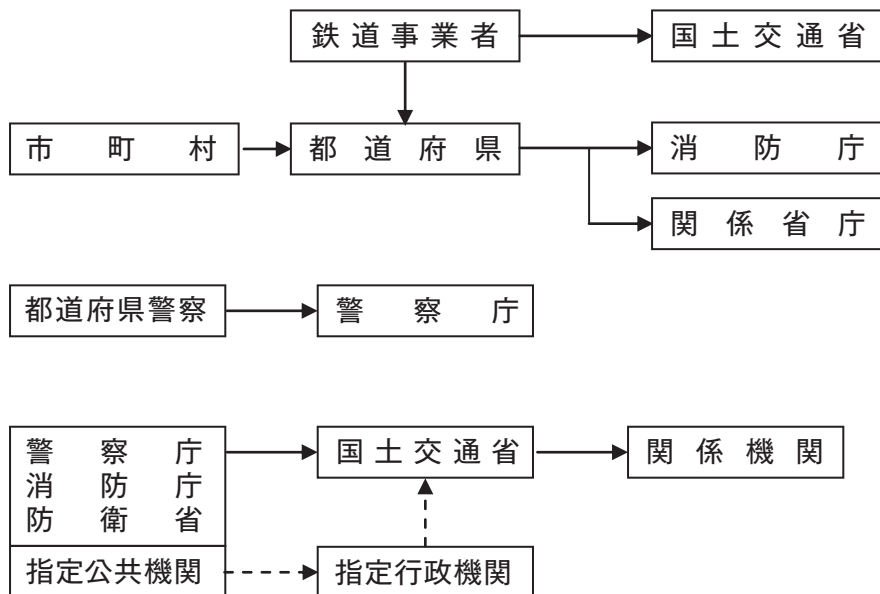 鉄道事業者
国土交通省
市町村
都道府県
消防庁
関係省庁
都道府県警察
警察庁
警察庁
消防庁
防衛省
国土交通省
関係機関
指定公共機関
指定行政機関